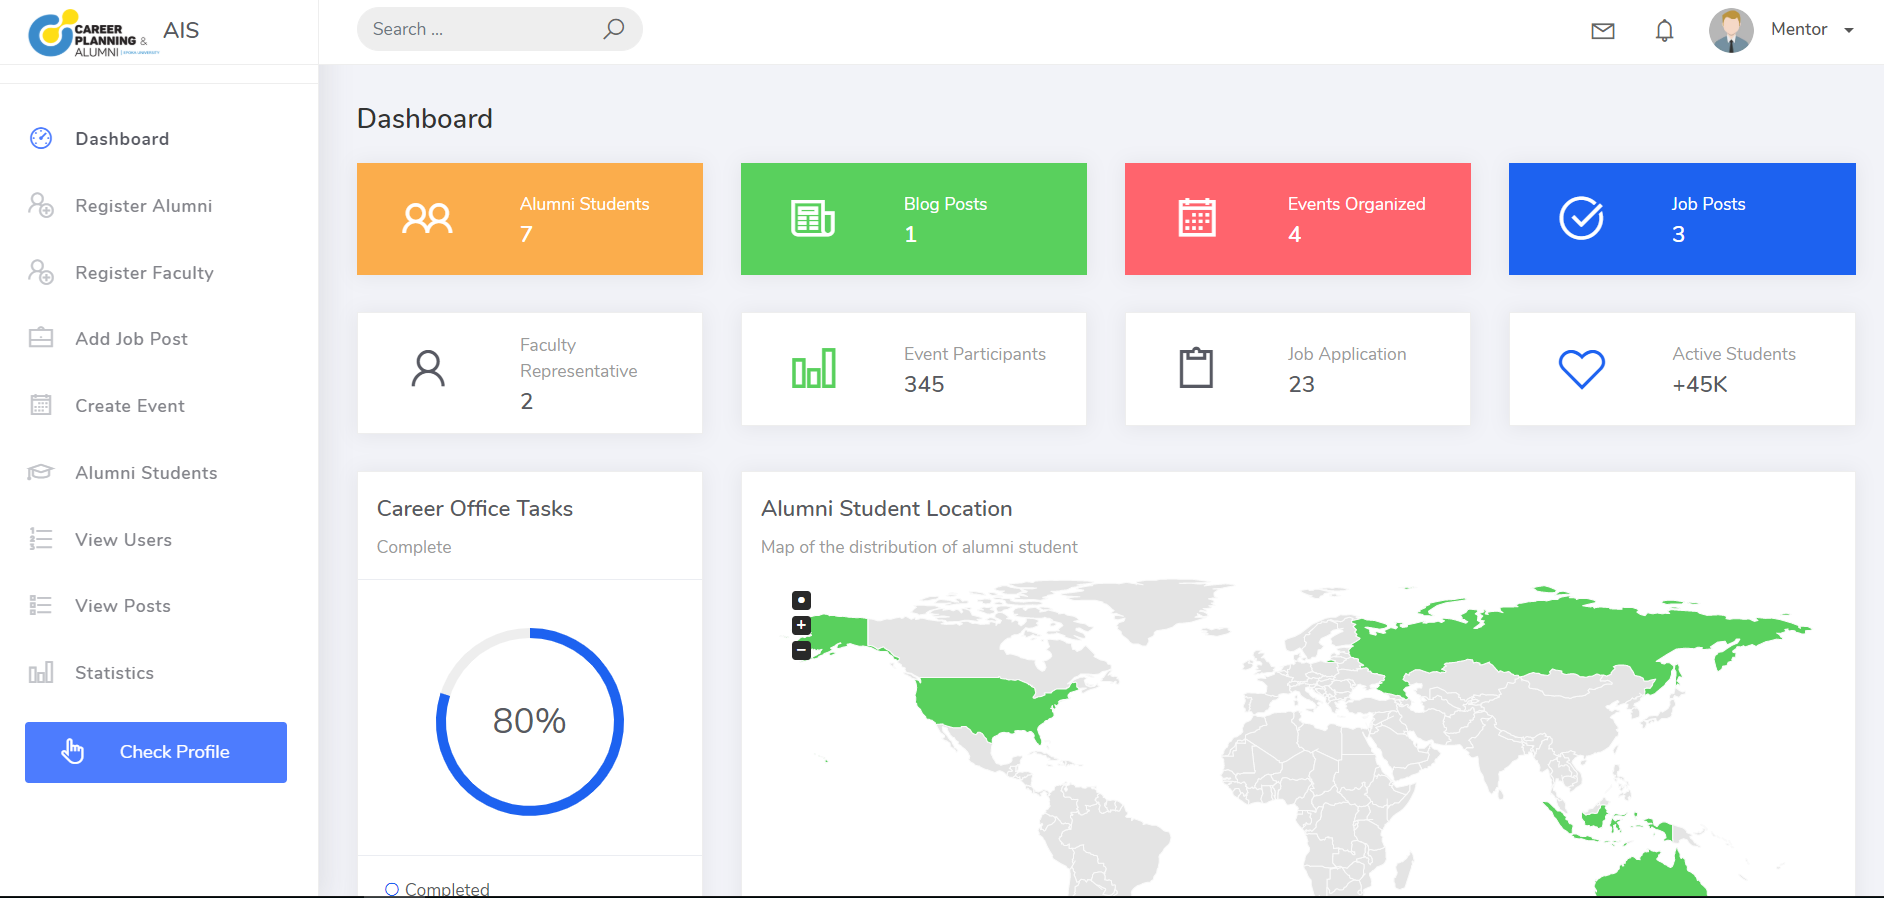 CAREER
PLANNING &
ALUMNI | EPOKA UNIVERSITY
AIS
Search ...
Mentor
Dashboard
Register Alumni
Register Faculty
Add Job Post
Create Event
Alumni Students
View Users
View Posts
Statistics
Check Profile
Dashboard
Alumni Students
7
Blog Posts
1
Events Organized
4
Job Posts
3
Faculty
Representative
2
Event Participants
345
Job Application
23
Active Students
+45K
Career Office Tasks
Complete
80%
Completed
Alumni Student Location
Map of the distribution of alumni student
+
−